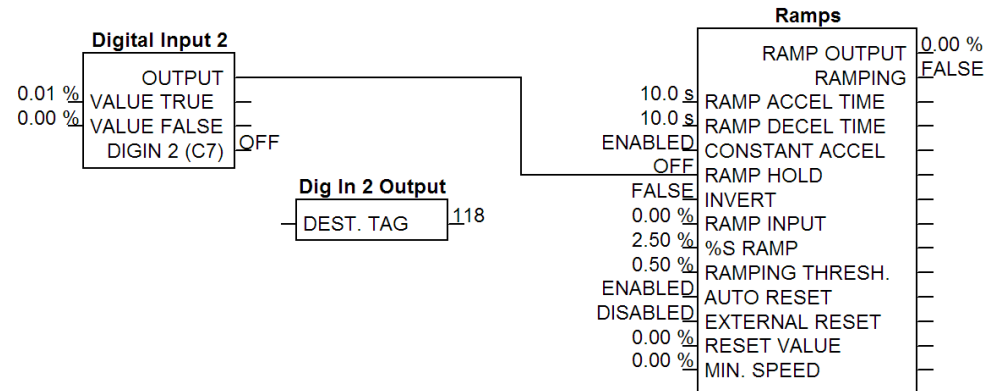 Ramps
Digital Input 2
RAMP OUTPUT 0.00 %
OUTPUT
RAMPING FALSE
0.01 % VALUE TRUE
10.0 s RAMP ACCEL TIME
0.00 % VALUE FALSE
10.0 s RAMP DECEL TIME
DIGIN 2 (C7) OFF
ENABLED CONSTANT ACCEL
OFF RAMP HOLD
Dig In 2 Output
FALSE INVERT
DEST. TAG 118
0.00 % RAMP INPUT
2.50 % %S RAMP
0.50 % RAMPING THRESH.
ENABLED AUTO RESET
DISABLED EXTERNAL RESET
0.00 % RESET VALUE
0.00 % MIN. SPEED